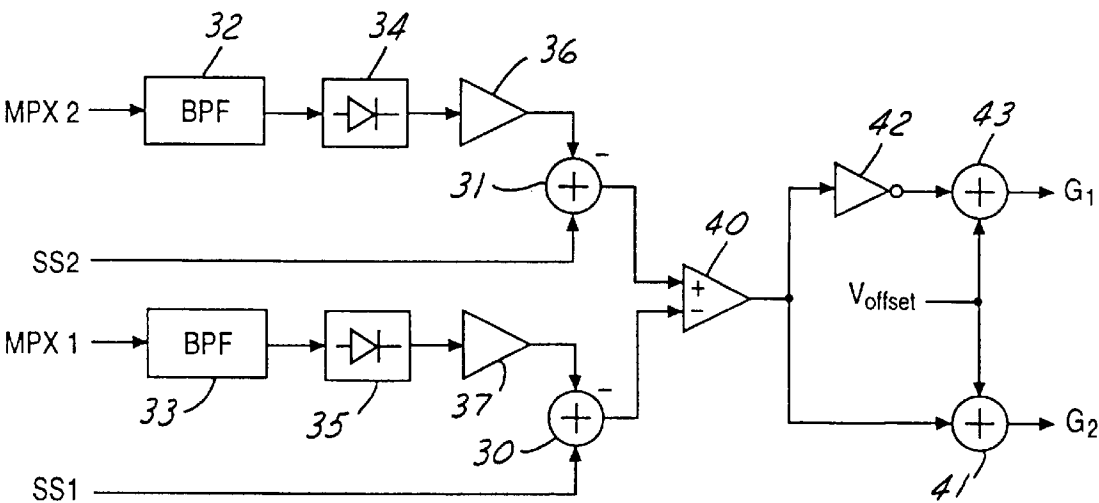 32
34
36
MPX 2
BPF
-
42
43
31
+
+
G1
40
SS2
+
-
Voffset
MPX 1
BPF
-
33
35
37
+
+
G2
30
41
SS1